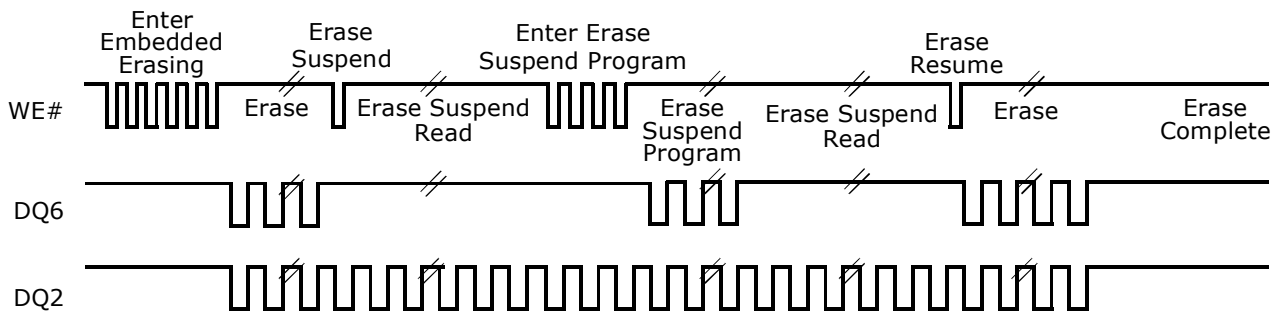 Enter
Embedded
Erasing
Erase
Suspend
Enter Erase
Suspend Program
Erase
Resume
WE#
Erase
Erase Suspend
Read
Erase
Suspend
Program
Erase Suspend
Read
Erase
Erase
Complete
DQ6
DQ2